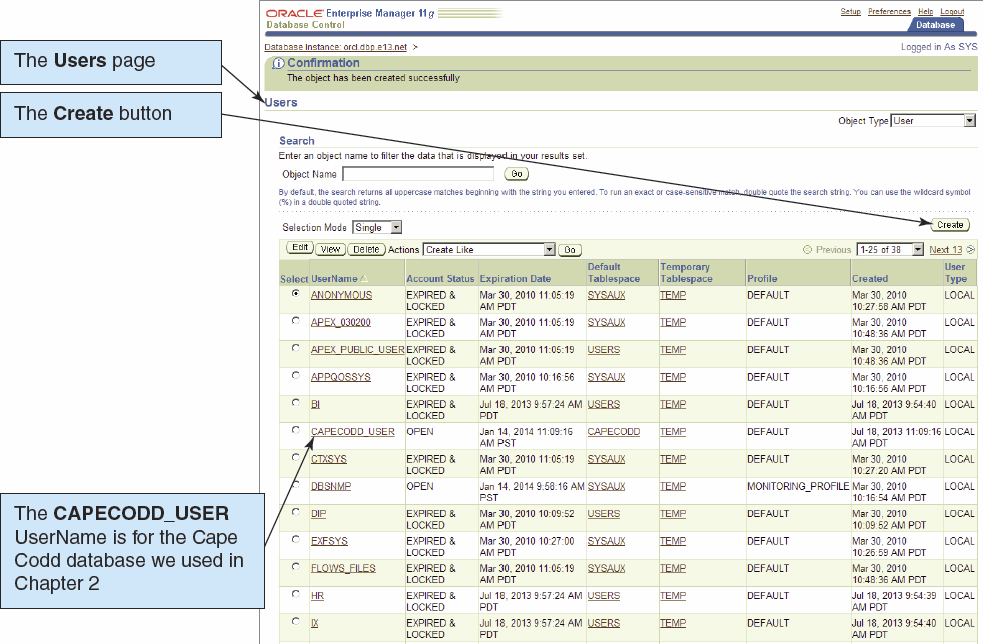 ORACLE Enterprise Manager 11g
Database Control
Setup Preferences Help Logout
Database
Database Instance: orcl.dbp.e13.net >
Logged in As SYS
Confirmation
The object has been created successfully
The Users page
The Create button
Users
Object Type User
Search
Enter an object name to filter the data that is displayed in your results set.
Object Name Go
By default, the search returns all uppercase matches beginning with the string you entered. To run an exact or case-sensitive match, double quote the search string. You can use the wildcard symbol
(%) in a double quoted string.
Selection Mode Single
Create
Edit View Delete Actions Create Like Go
Previous 1-25 of 38 Next 13
Select UserName Account Status Expiration Date Default Tablespace Temporary Tablespace Profile Created User Type
ANONYMOUS EXPIRED & LOCKED Mar 30, 2010 11:05:19 AM PDT SYSAUX TEMP DEFAULT Mar 30, 2010 10:27:58 AM PDT LOCAL
APEX_030200 EXPIRED & LOCKED Mar 30, 2010 11:05:19 AM PDT SYSAUX TEMP DEFAULT Mar 30, 2010 10:48:36 AM PDT LOCAL
APEX_PUBLIC_USER EXPIRED & LOCKED Mar 30, 2010 11:05:19 AM PDT USERS TEMP DEFAULT Mar 30, 2010 10:48:36 AM PDT LOCAL
APPQOSSYS EXPIRED & LOCKED Mar 30, 2010 10:16:56 AM PDT SYSAUX TEMP DEFAULT Mar 30, 2010 10:16:56 AM PDT LOCAL
BI EXPIRED & LOCKED Jul 18, 2013 9:57:24 AM PDT USERS TEMP DEFAULT Jul 18, 2013 9:54:40 AM PDT LOCAL
CAPECODD_USER OPEN Jan 14, 2014 11:09:16 AM PST CAPECODD TEMP DEFAULT Jul 18, 2013 11:09:16 AM PDT LOCAL
CTXSYS EXPIRED & LOCKED Mar 30, 2010 11:05:19 AM PDT SYSAUX TEMP DEFAULT Mar 30, 2010 10:27:20 AM PDT LOCAL
DBSNMP OPEN Jan 14, 2014 9:58:16 AM PST SYSAUX TEMP MONITORING_PROFILE Mar 30, 2010 10:16:54 AM PDT LOCAL
DIP EXPIRED & LOCKED Mar 30, 2010 10:09:52 AM PDT USERS TEMP DEFAULT Mar 30, 2010 10:09:52 AM PDT LOCAL
EXFSYS EXPIRED & LOCKED Mar 30, 2010 10:27:00 AM PDT SYSAUX TEMP DEFAULT Mar 30, 2010 10:26:59 AM PDT LOCAL
FLOWS_FILES EXPIRED & LOCKED Mar 30, 2010 11:05:19 AM PDT SYSAUX TEMP DEFAULT Mar 30, 2010 10:48:36 AM PDT LOCAL
HR EXPIRED & LOCKED Jul 18, 2013 9:57:24 AM PDT USERS TEMP DEFAULT Jul 18, 2013 9:54:39 AM PDT LOCAL
IX EXPIRED & LOCKED Jul 18, 2013 9:57:24 AM PDT USERS TEMP DEFAULT Jul 18, 2013 9:54:40 AM PDT LOCAL
The CAPECODD_USER
UserName is for the Cape
Codd database we used in
Chapter 2